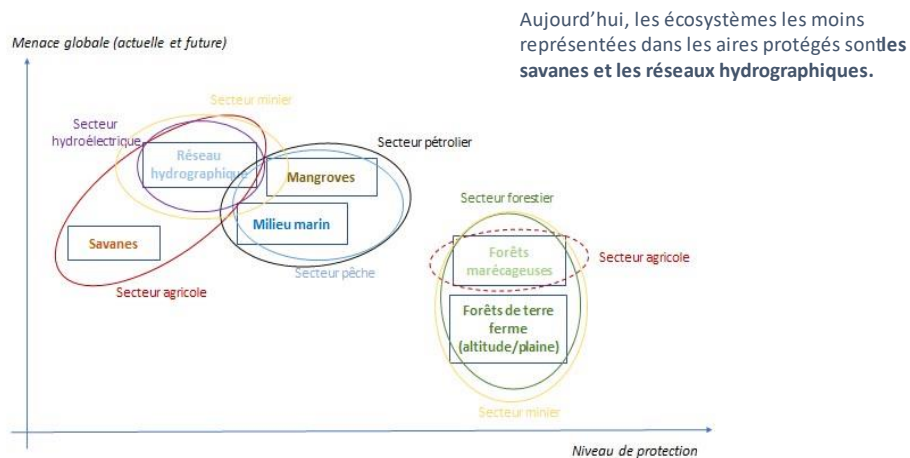 Aujourd'hui, les écosystèmes les moins
représentées dans les aires protégés sontles
savanes et les réseaux hydrographiques.
Menace globale (actuelle et future)
Secteur minier
Secteur
hydroélectrique
Secteur pétrolier
Réseau
hydrographique
Mangroves
Secteur forestier
Milieu marin
Savanes
Forêts
marécageuses
Secteur agricole
Secteur pêche
Secteur agricole
Forêts de terre
ferme
(altitude/plaine)
Secteur minier
Niveau de protection